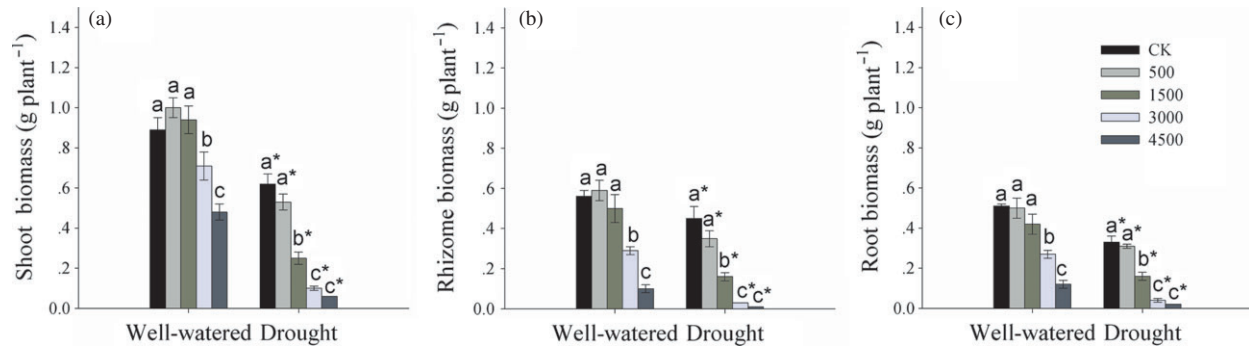 (a)
Shoot biomass (g plant⁻¹)
1.4
1.2
1.0
.8
.6
.4
.2
0.0
a a a b c
a* a* b* c* c*
Well-watered Drought
(b)
Rhizome biomass (g plant⁻¹)
1.4
1.2
1.0
.8
.6
.4
.2
0.0
a a a b c
a* a* b* c* c*
Well-watered Drought
(c)
Root biomass (g plant⁻¹)
1.4
1.2
1.0
.8
.6
.4
.2
0.0
CK
500
1500
3000
4500
a a a b c
a* a* b* c* c*
Well-watered Drought